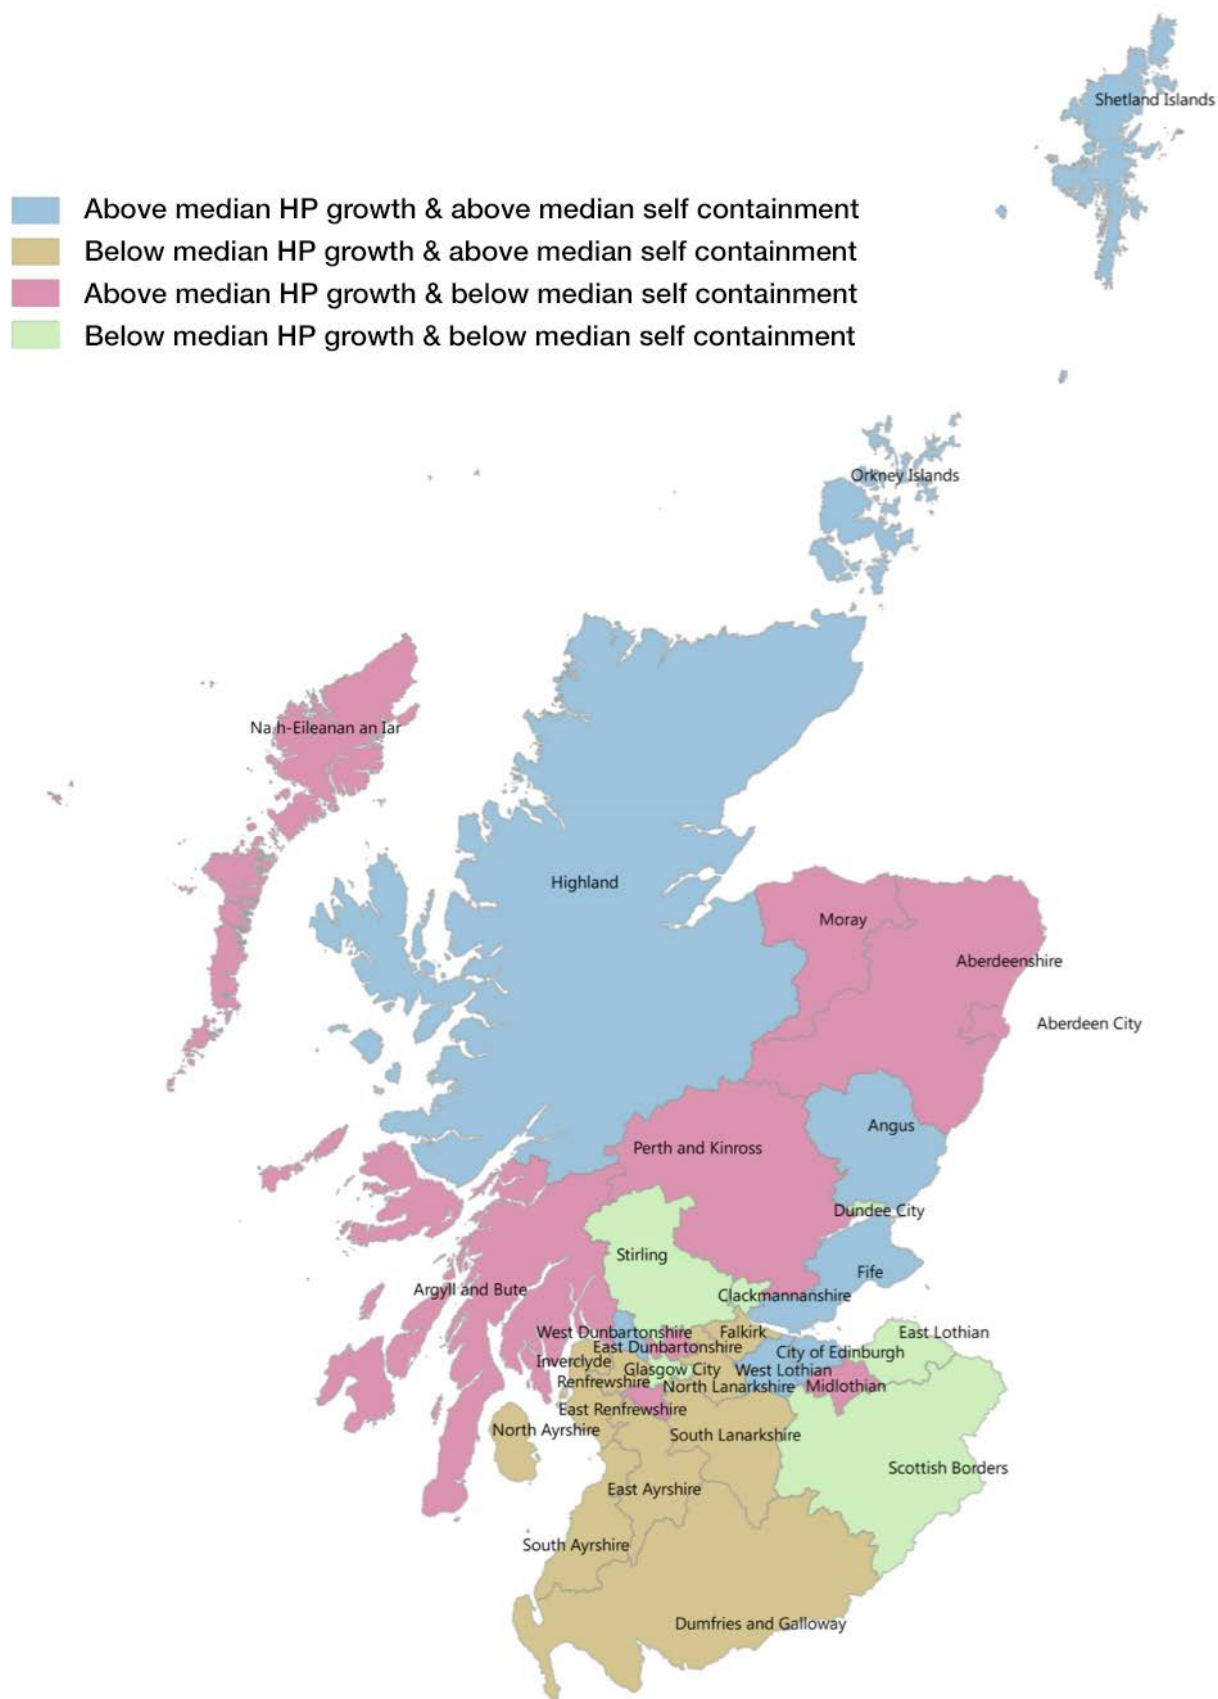 Shetland Islands
Above median HP growth & above median self containment
Below median HP growth & above median self containment
Above median HP growth & below median self containment
Below median HP growth & below median self containment
Orkney Islands
Na h-Eileanan an Iar
Highland
Moray
Aberdeenshire
Aberdeen City
Angus
Perth and Kinross
Dundee City
Stirling
Fife
Argyll and Bute
Clackmannanshire
West Dunbartonshire
Falkirk
East Lothian
East Dunbartonshire
City of Edinburgh
Inverclyde
Glasgow City
West Lothian
Renfrewshire
North Lanarkshire
Midlothian
East Renfrewshire
North Ayrshire
South Lanarkshire
Scottish Borders
East Ayrshire
South Ayrshire
Dumfries and Galloway